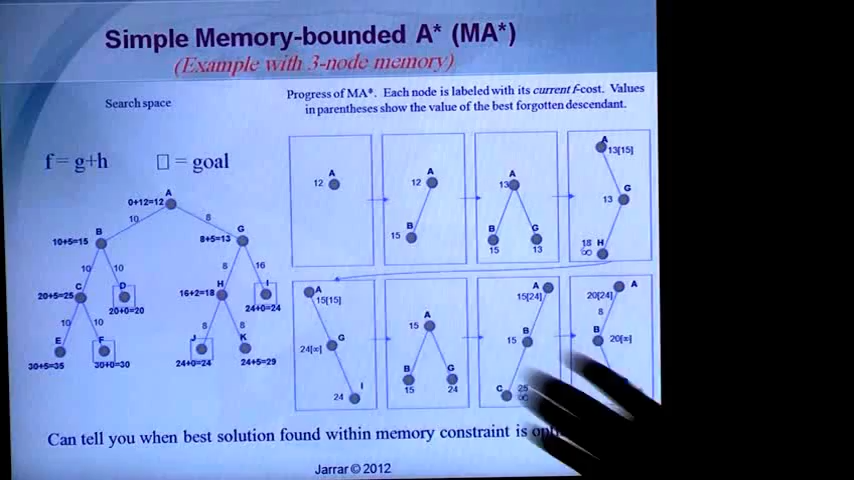 Simple Memory-bounded A* (MA*)
(Example with 3-node memory)
Search space
Progress of MA*. Each node is labeled with its current f-cost. Values
in parentheses show the value of the best forgotten descendant.
f = g+h
□ = goal
A
0+12=12
10
8
B
10+5=15
G
8+5=13
10
10
8
16
C
20+5=25
D
20+0=20
H
16+2=18
I
24+0=24
10
10
8
8
E
30+5=35
F
30+0=30
J
24+0=24
K
24+5=29
A
12
A
12
B
15
A
13
B
15
G
13
A
13[15]
G
13
18 H
∞
A
15[15]
G
24[∞]
I
24
A
15
B
15
G
24
A
15[24]
B
15
C
25
∞
A
20[24]
8
B
20[∞]
Can tell you when best solution found within memory constraint is
Jarrar © 2012